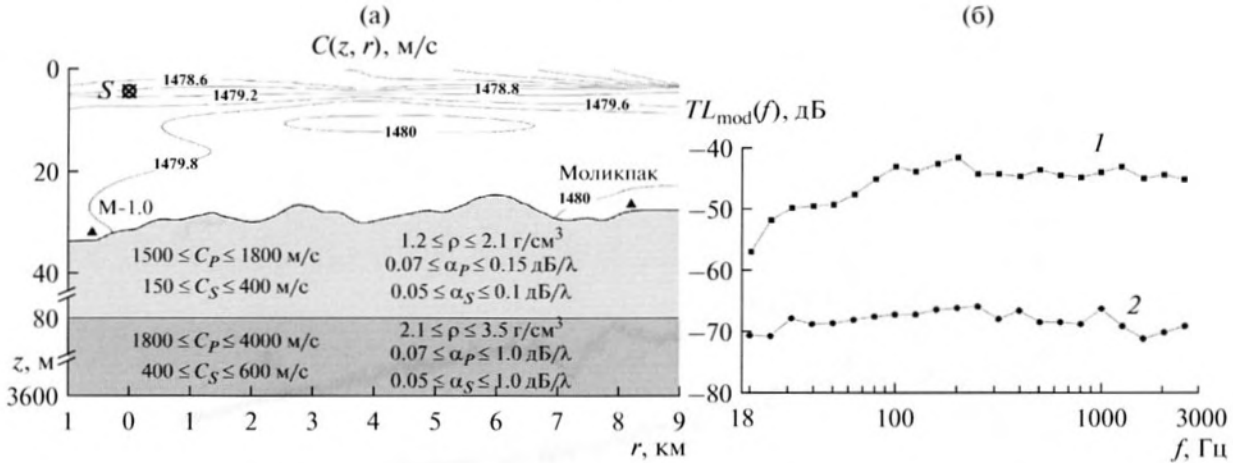 (а)
C(z, r), м/с
0
20
40
80
z, м
3600
S
1478.6
1479.2
1478.8
1479.6
1480
1479.8
М-1.0
Моликпак
1480
1500 ≤ C_P ≤ 1800 м/с
150 ≤ C_S ≤ 400 м/с
1.2 ≤ ρ ≤ 2.1 г/см³
0.07 ≤ α_P ≤ 0.15 дБ/λ
0.05 ≤ α_S ≤ 0.1 дБ/λ
1800 ≤ C_P ≤ 4000 м/с
400 ≤ C_S ≤ 600 м/с
2.1 ≤ ρ ≤ 3.5 г/см³
0.07 ≤ α_P ≤ 1.0 дБ/λ
0.05 ≤ α_S ≤ 1.0 дБ/λ
1 0 1 2 3 4 5 6 7 8 9
r, км
(б)
TL_mod(f), дБ
−40
−50
−60
−70
−80
1
2
18 100 1000 3000
f, Гц